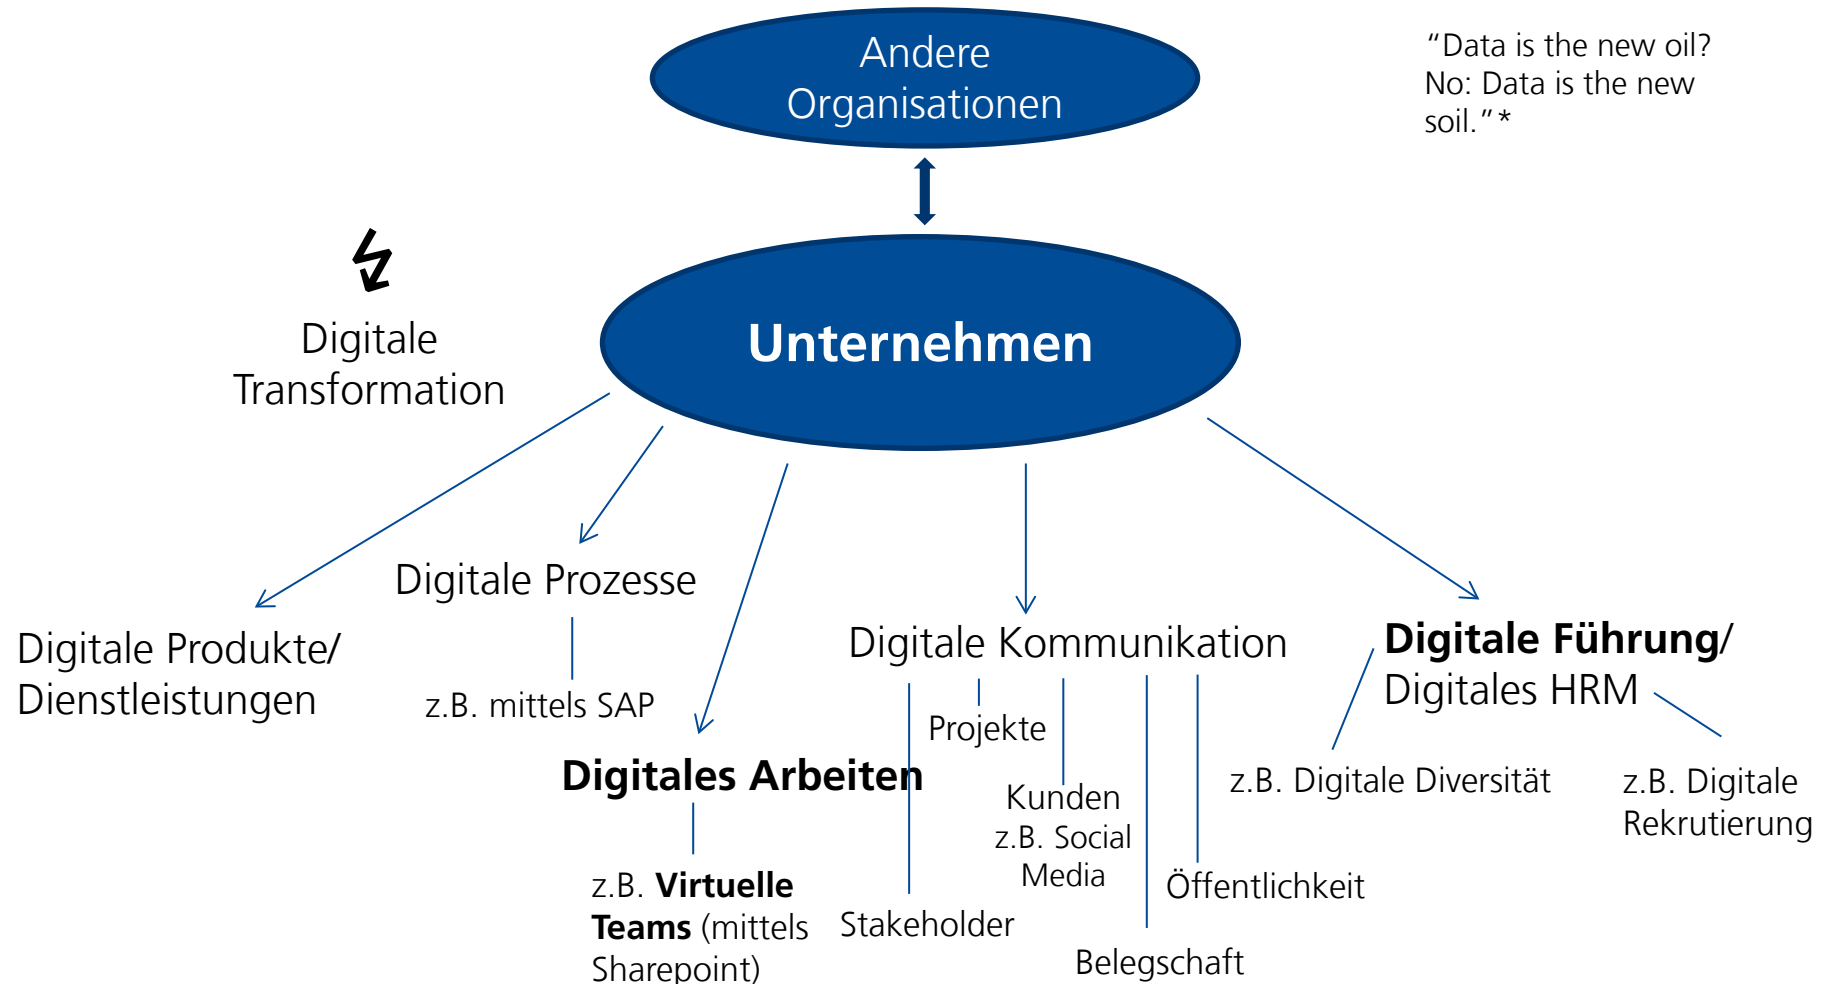 Andere
Organisationen
“Data is the new oil?
No: Data is the new
soil.”*
Unternehmen
Digitale
Transformation
Digitale Produkte/
Dienstleistungen
Digitale Prozesse
z.B. mittels SAP
Digitales Arbeiten
z.B. Virtuelle
Teams (mittels
Sharepoint)
Digitale Kommunikation
Stakeholder
Projekte
Kunden
z.B. Social
Media
Belegschaft
Öffentlichkeit
Digitale Führung/
Digitales HRM
z.B. Digitale Diversität
z.B. Digitale
Rekrutierung